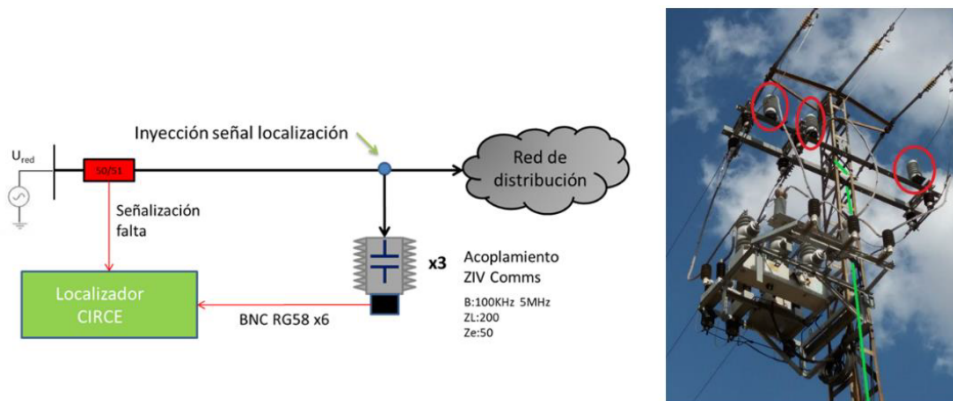 Inyección señal localización
U red
50/51
Red de
distribución
Señalización
falta
x3
Acoplamiento
ZIV Comms
B:100KHz 5MHz
ZL:200
Ze:50
Localizador
CIRCE
BNC RG58 x6